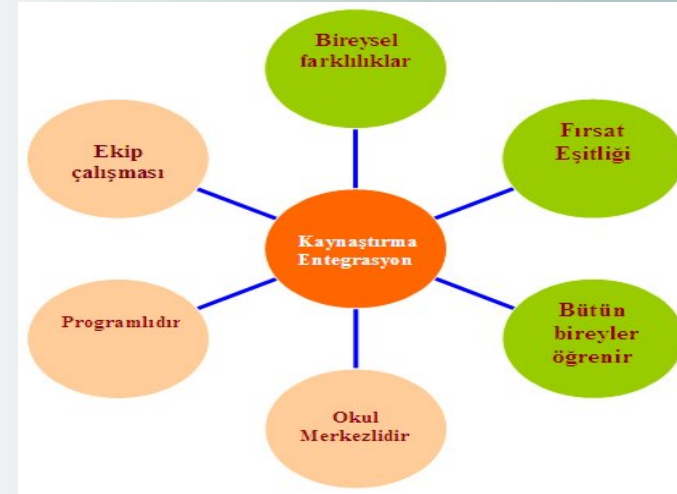 Bireysel
farklılıklar
Fırsat
Eşitliği
Bütün
bireyler
öğrenir
Okul
Merkezlidir
Programlıdır
Ekip
çalışması
Kaynaştırma
Entegrasyon